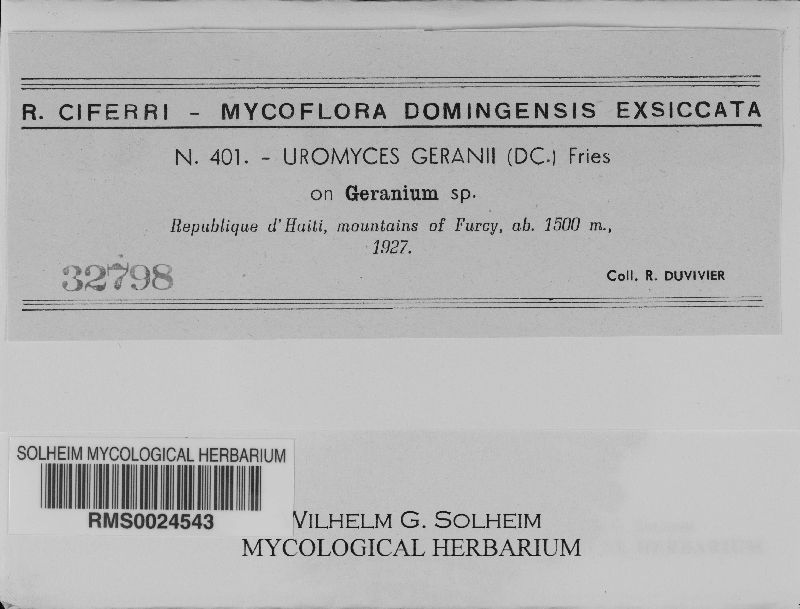 R. CIFERRI - MYCOFLORA DOMINGENSIS EXSICCATA
N. 401. - UROMYCES GERANII (DC.) Fries
on Geranium sp.
Republique d'Haiti, mountains of Furcy, ab. 1500 m.,
1927.
32798
Coll. R. DUVIVIER
SOLHEIM MYCOLOGICAL HERBARIUM
RMS0024543
WILHELM G. SOLHEIM
MYCOLOGICAL HERBARIUM